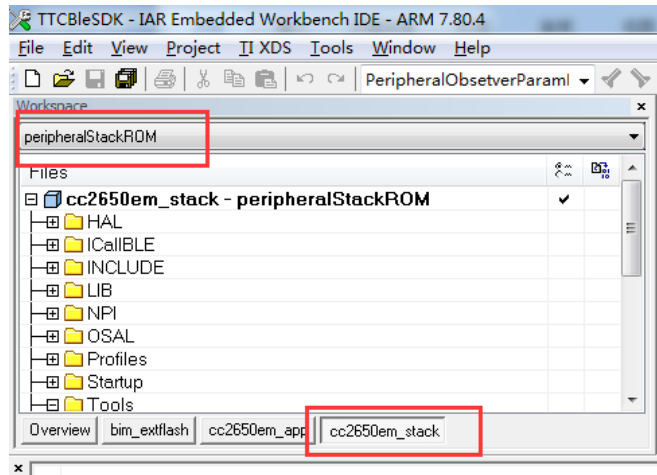 TTCBleSDK - IAR Embedded Workbench IDE - ARM 7.80.4
File Edit View Project TI XDS Tools Window Help
PeripheralObsetverParaml
Workspace
peripheralStackROM
Files
cc2650em_stack - peripheralStackROM
HAL
ICallBLE
INCLUDE
LIB
NPI
OSAL
Profiles
Startup
Tools
Overview bim_extflash cc2650em_app cc2650em_stack